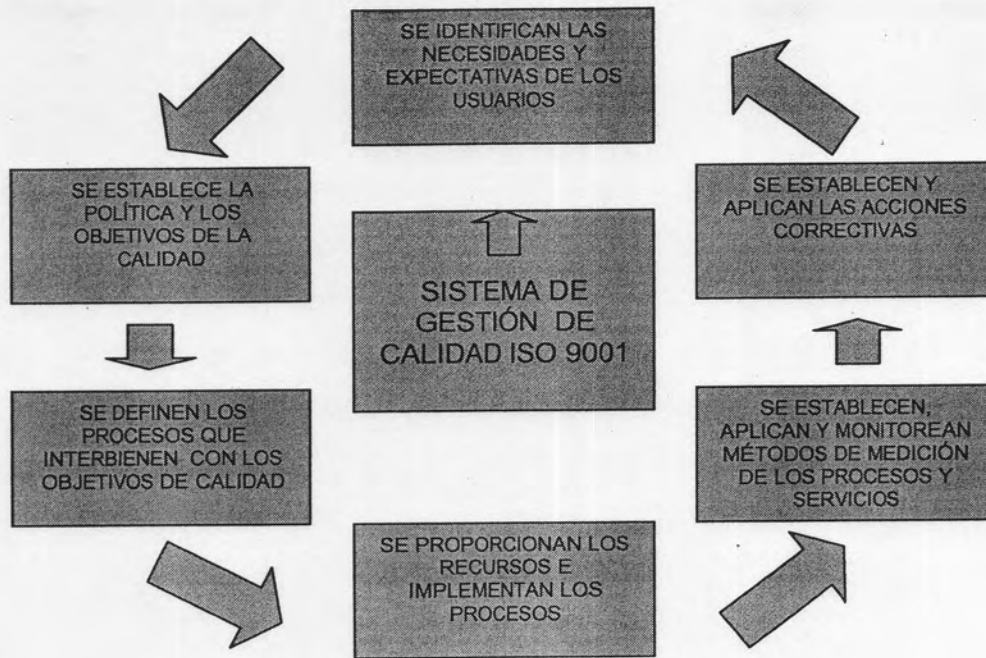 SE IDENTIFICAN LAS
NECESIDADES Y
EXPECTATIVAS DE LOS
USUARIOS
SE ESTABLECE LA
POLÍTICA Y LOS
OBJETIVOS DE LA
CALIDAD
SE DEFINEN LOS
PROCESOS QUE
INTERBIENEN CON LOS
OBJETIVOS DE CALIDAD
SE PROPORCIONAN LOS
RECURSOS E
IMPLEMENTAN LOS
PROCESOS
SE ESTABLECEN,
APLICAN Y MONITOREAN
MÉTODOS DE MEDICIÓN
DE LOS PROCESOS Y
SERVICIOS
SE ESTABLECEN Y
APLICAN LAS ACCIONES
CORRECTIVAS
SISTEMA DE
GESTIÓN DE
CALIDAD ISO 9001